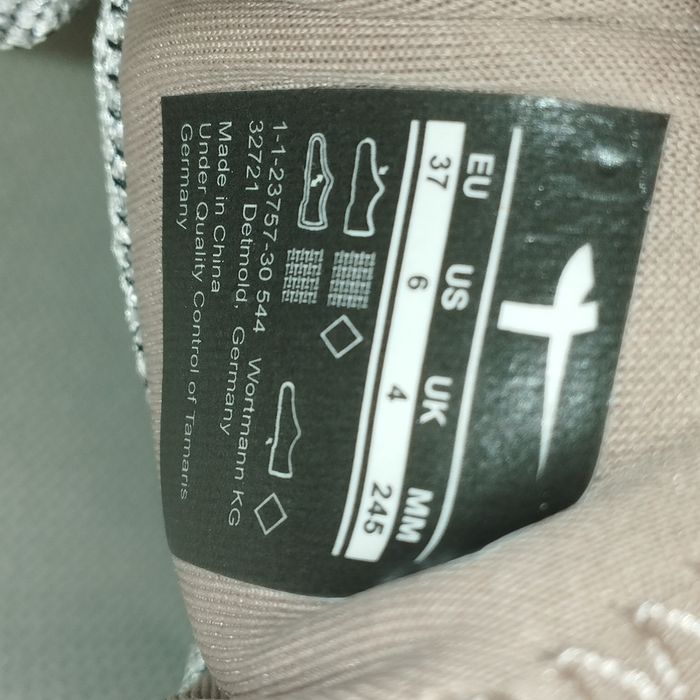 EU US UK MM
37 6 4 245
1-1-23757-30 544 Wortmann KG
32721 Detmold, Germany
Made in China
Under Quality Control of Tamaris
Germany